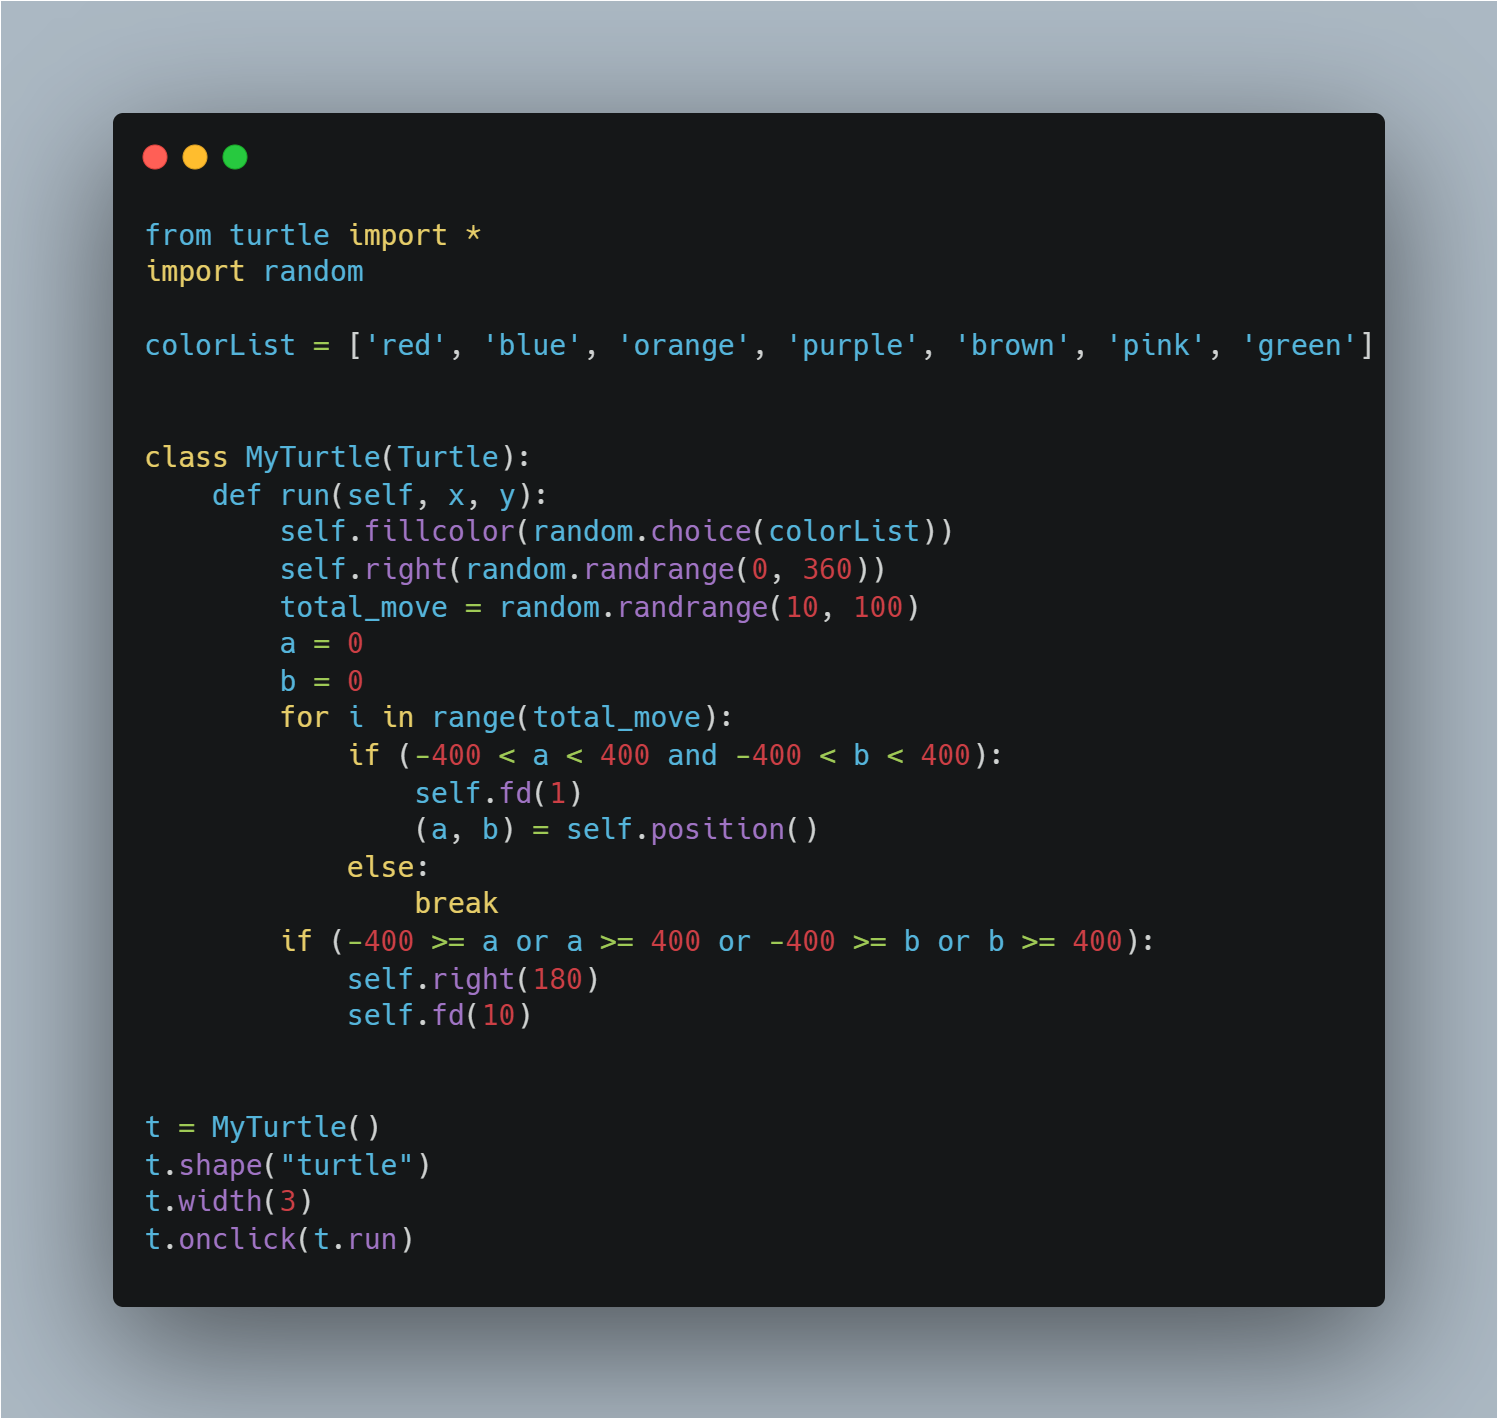 from turtle import *
import random

colorList = ['red', 'blue', 'orange', 'purple', 'brown', 'pink', 'green']


class MyTurtle(Turtle):
    def run(self, x, y):
        self.fillcolor(random.choice(colorList))
        self.right(random.randrange(0, 360))
        total_move = random.randrange(10, 100)
        a = 0
        b = 0
        for i in range(total_move):
            if (-400 < a < 400 and -400 < b < 400):
                self.fd(1)
                (a, b) = self.position()
            else:
                break
        if (-400 >= a or a >= 400 or -400 >= b or b >= 400):
            self.right(180)
            self.fd(10)


t = MyTurtle()
t.shape("turtle")
t.width(3)
t.onclick(t.run)